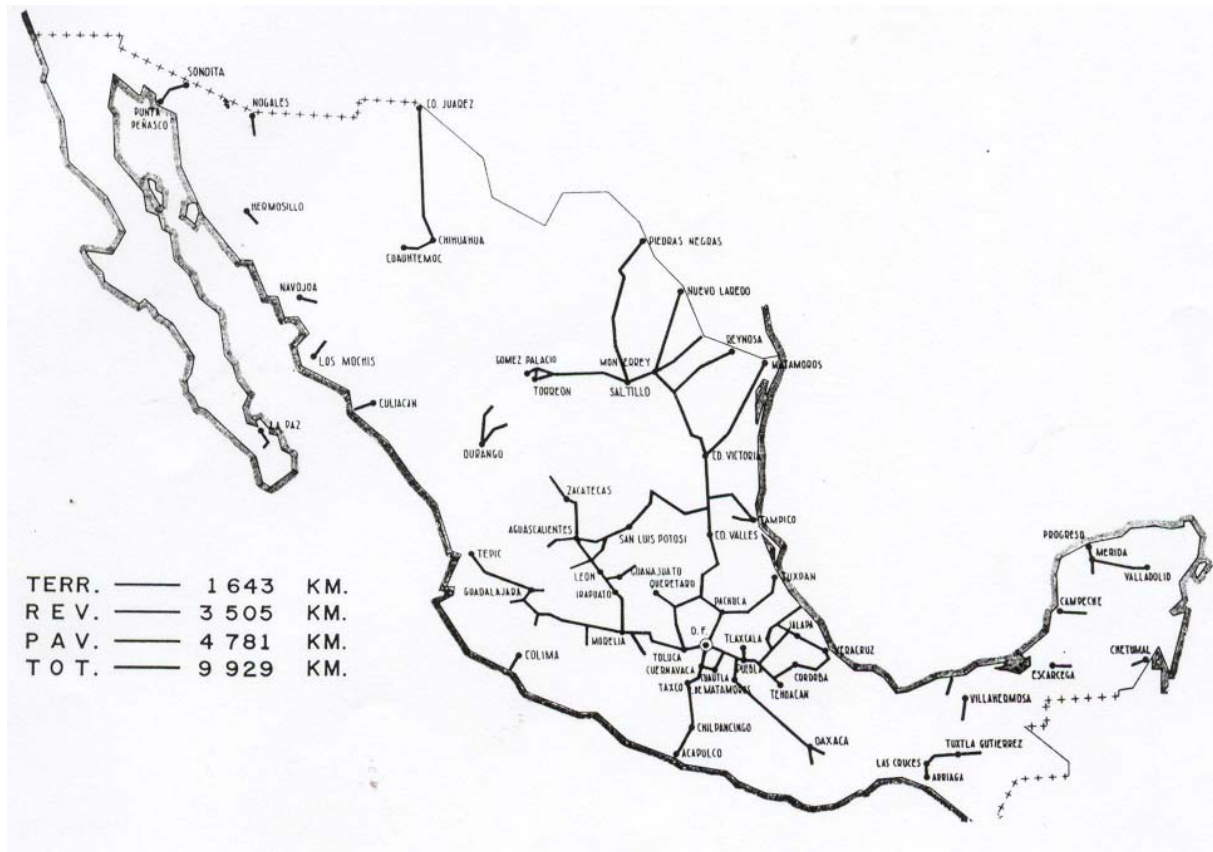 SONOITA
NOGALES
CD. JUAREZ
PUNTA
PEÑASCO
HERMOSILLO
CHIHUAHUA
CUAUHTEMOC
PIEDRAS NEGRAS
NAVOJOA
NUEVO LAREDO
LOS MOCHIS
REYNOSA
GOMEZ PALACIO
MONTERREY
MATAMOROS
TORREON
SALTILLO
CULIACAN
LA PAZ
DURANGO
CD. VICTORIA
ZACATECAS
TAMPICO
AGUASCALIENTES
SAN LUIS POTOSI
CD. VALLES
PROGRESO
TEPIC
MERIDA
LEON
GUANAJUATO
TUXPAN
VALLADOLID
QUERETARO
GUADALAJARA
IRAPUATO
PACHUCA
CAMPECHE
D. F.
JALAPA
MORELIA
TLAXCALA
VERACRUZ
COLIMA
TOLUCA
CHETUMAL
CUERNAVACA
PUEBLA
CUAUTLA
CORDOBA
ESCARCEGA
TAXCO
I. DE MATAMOROS
TEHUACAN
VILLAHERMOSA
CHILPANCINGO
OAXACA
TUXTLA GUTIERREZ
ACAPULCO
LAS CRUCES
ARRIAGA
TERR. 1 643 KM.
REV. 3 505 KM.
PAV. 4 781 KM.
TOT. 9 929 KM.